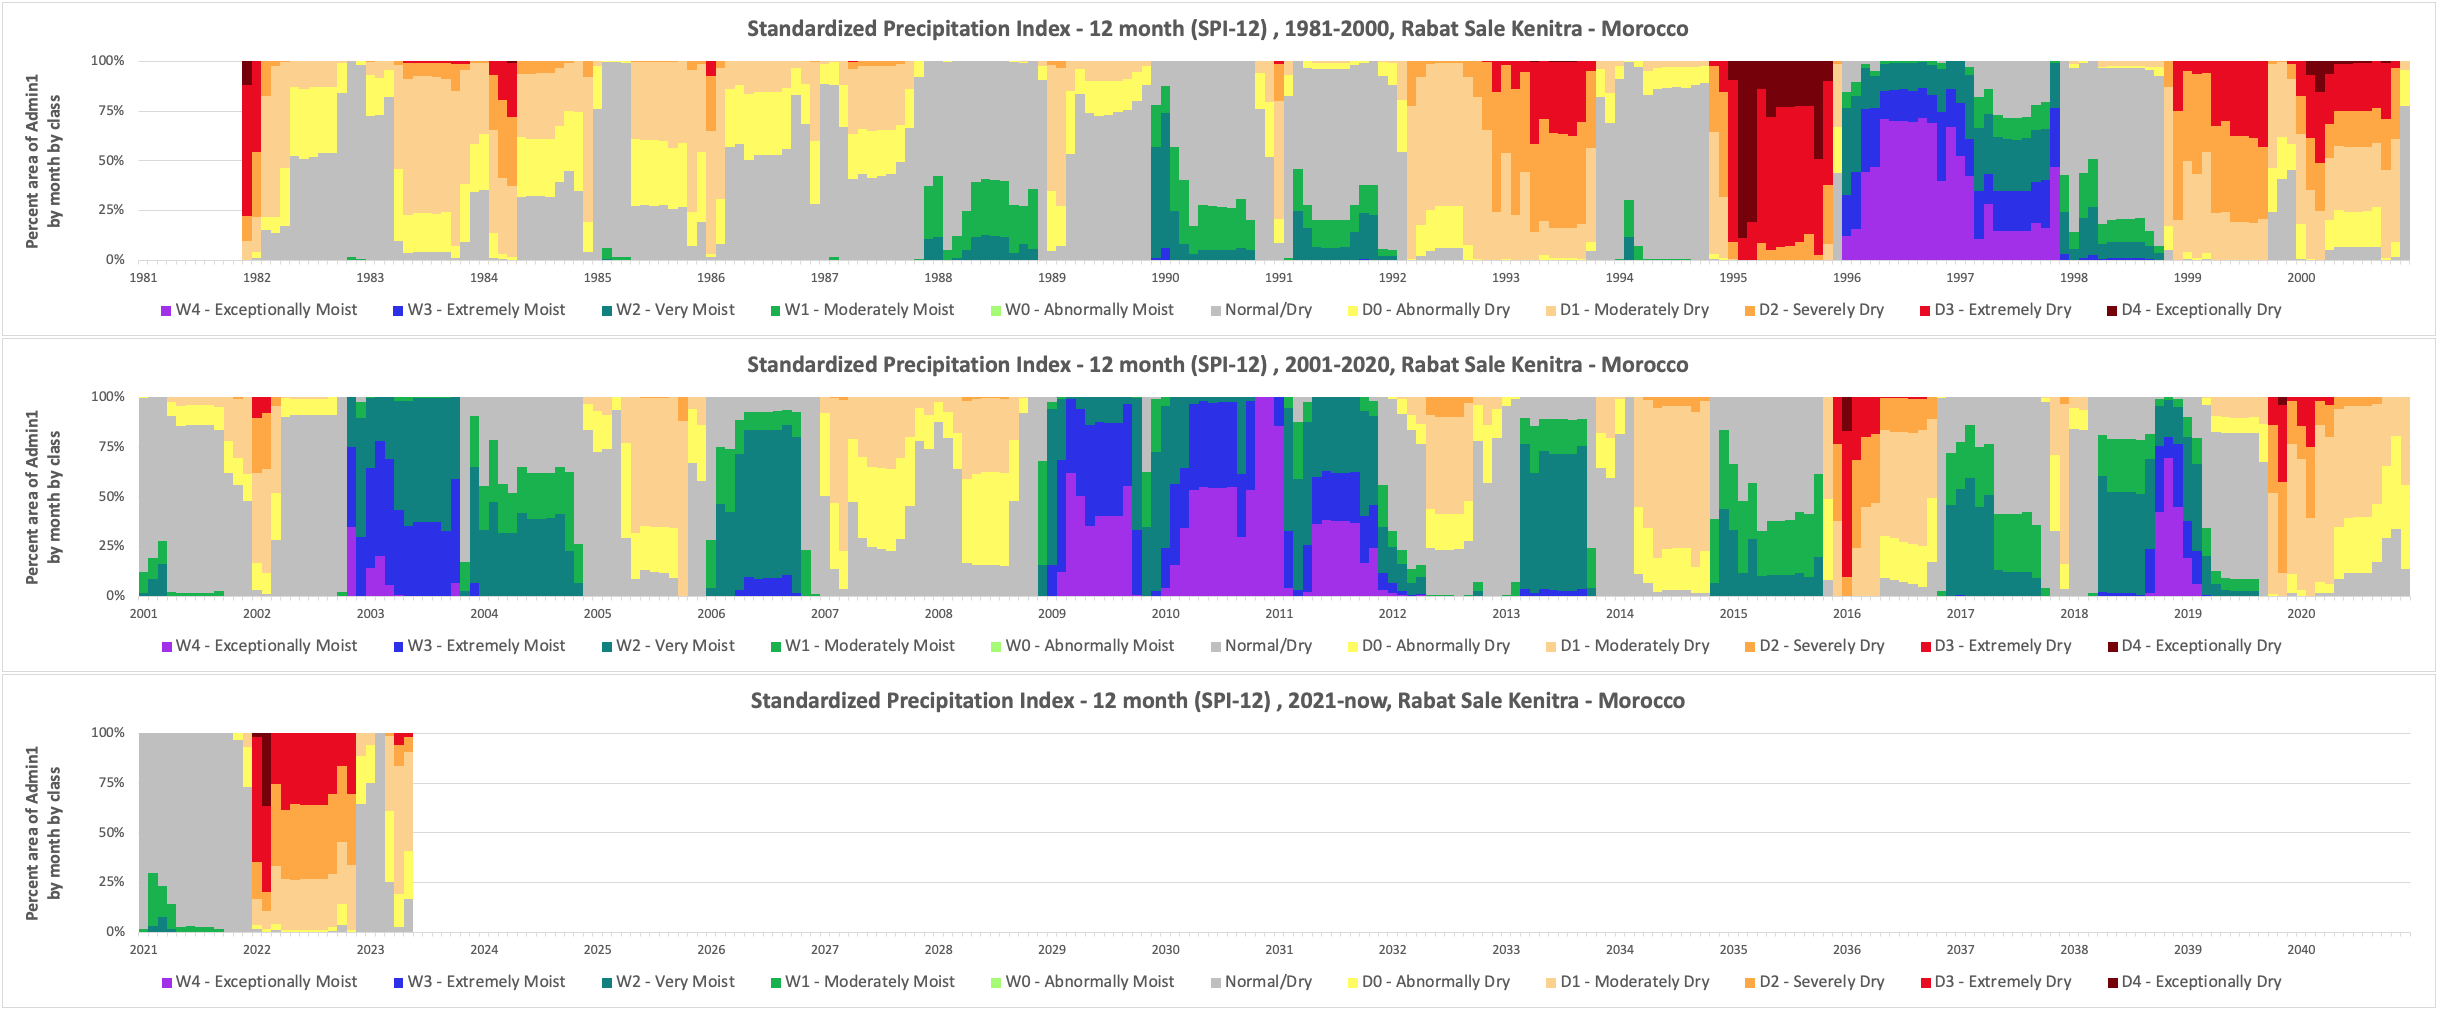 Standardized Precipitation Index - 12 month (SPI-12) , 1981-2000, Rabat Sale Kenitra - Morocco
Percent area of Admin1
by month by class
100%
75%
50%
25%
0%
1981 1982 1983 1984 1985 1986 1987 1988 1989 1990 1991 1992 1993 1994 1995 1996 1997 1998 1999 2000
W4 - Exceptionally Moist W3 - Extremely Moist W2 - Very Moist W1 - Moderately Moist W0 - Abnormally Moist Normal/Dry D0 - Abnormally Dry D1 - Moderately Dry D2 - Severely Dry D3 - Extremely Dry D4 - Exceptionally Dry
Standardized Precipitation Index - 12 month (SPI-12) , 2001-2020, Rabat Sale Kenitra - Morocco
Percent area of Admin1
by month by class
100%
75%
50%
25%
0%
2001 2002 2003 2004 2005 2006 2007 2008 2009 2010 2011 2012 2013 2014 2015 2016 2017 2018 2019 2020
W4 - Exceptionally Moist W3 - Extremely Moist W2 - Very Moist W1 - Moderately Moist W0 - Abnormally Moist Normal/Dry D0 - Abnormally Dry D1 - Moderately Dry D2 - Severely Dry D3 - Extremely Dry D4 - Exceptionally Dry
Standardized Precipitation Index - 12 month (SPI-12) , 2021-now, Rabat Sale Kenitra - Morocco
Percent area of Admin1
by month by class
100%
75%
50%
25%
0%
2021 2022 2023 2024 2025 2026 2027 2028 2029 2030 2031 2032 2033 2034 2035 2036 2037 2038 2039 2040
W4 - Exceptionally Moist W3 - Extremely Moist W2 - Very Moist W1 - Moderately Moist W0 - Abnormally Moist Normal/Dry D0 - Abnormally Dry D1 - Moderately Dry D2 - Severely Dry D3 - Extremely Dry D4 - Exceptionally Dry